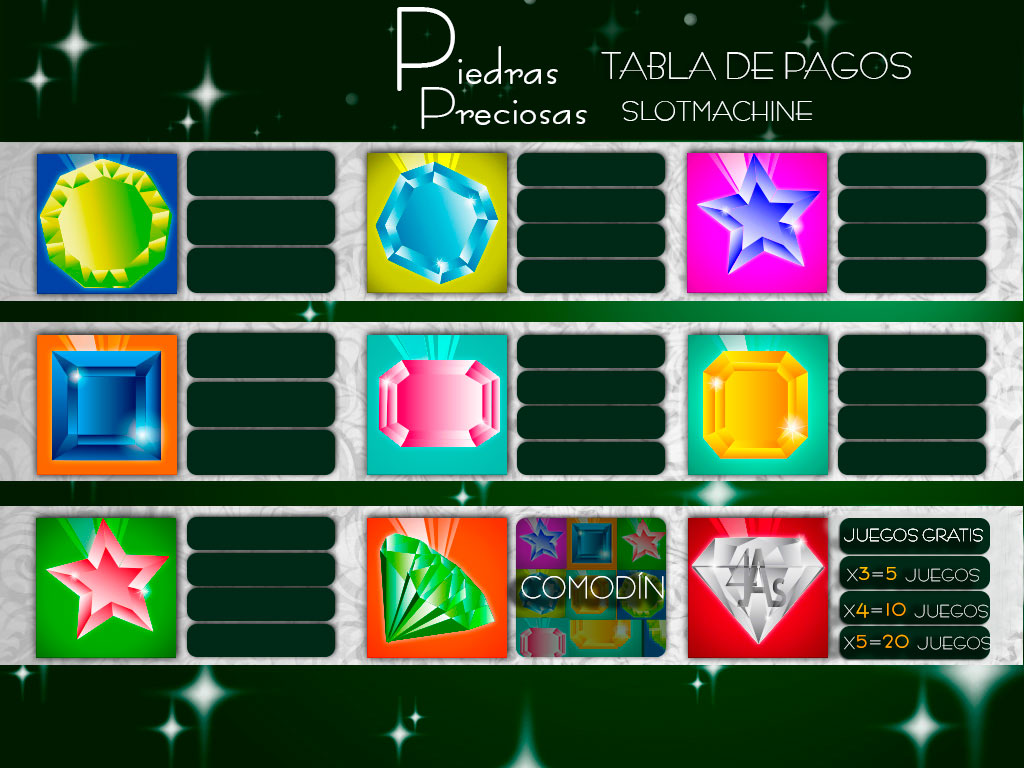 Piedras
Preciosas
TABLA DE PAGOS
SLOTMACHINE
COMODÍN
JUEGOS GRATIS
X3=5 JUEGOS
X4=10 JUEGOS
X5=20 JUEGOS